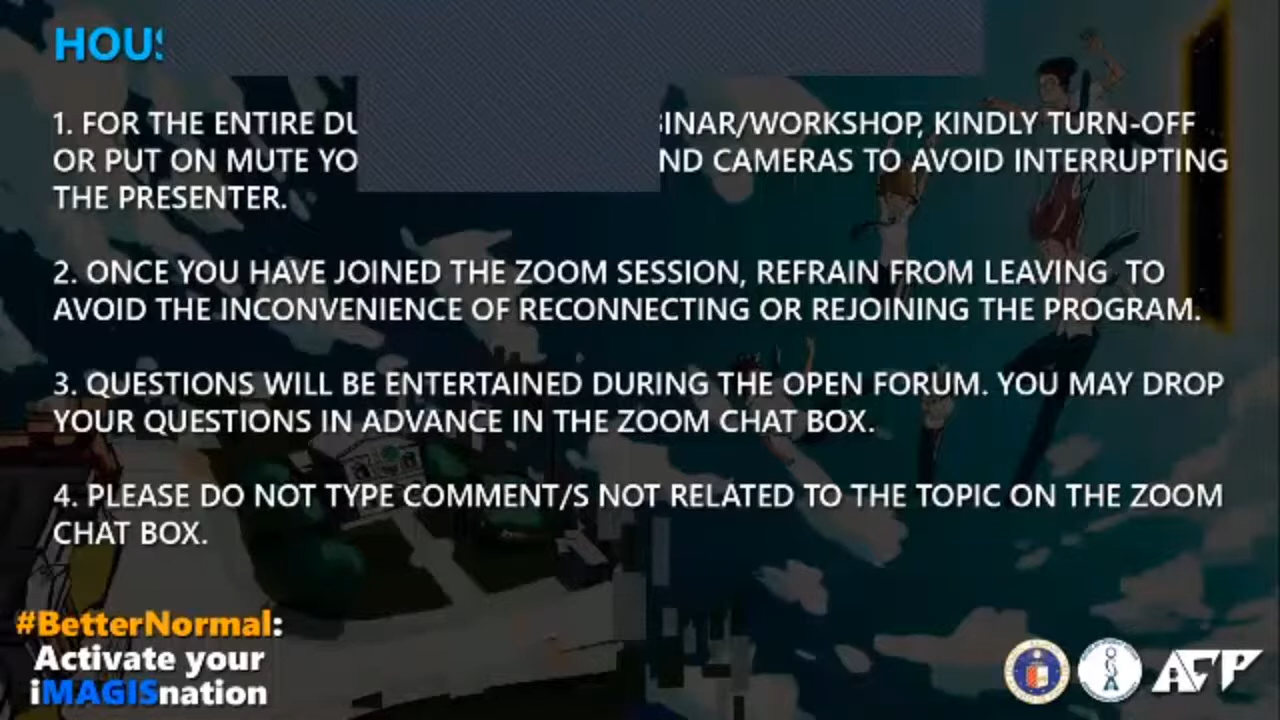 HOUS
1. FOR THE ENTIRE DU INAR/WORKSHOP, KINDLY TURN-OFF
OR PUT ON MUTE YO ND CAMERAS TO AVOID INTERRUPTING
THE PRESENTER.
2. ONCE YOU HAVE JOINED THE ZOOM SESSION, REFRAIN FROM LEAVING TO
AVOID THE INCONVENIENCE OF RECONNECTING OR REJOINING THE PROGRAM.
3. QUESTIONS WILL BE ENTERTAINED DURING THE OPEN FORUM. YOU MAY DROP
YOUR QUESTIONS IN ADVANCE IN THE ZOOM CHAT BOX.
4. PLEASE DO NOT TYPE COMMENT/S NOT RELATED TO THE TOPIC ON THE ZOOM
CHAT BOX.
#BetterNormal:
Activate your
iMAGISnation
ACP